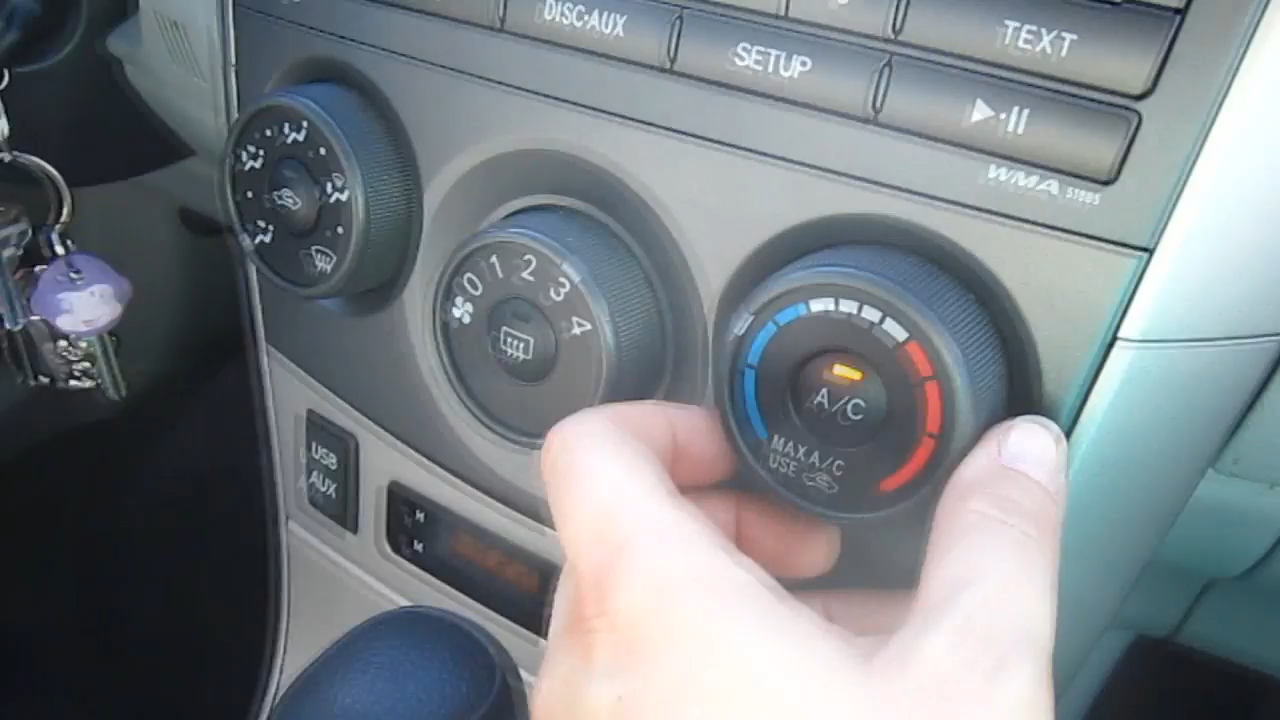 DISC·AUX
SETUP
TEXT
▶·II
WMA
0 1 2 3 4
A/C
MAX A/C
USE
USB
AUX
H
M